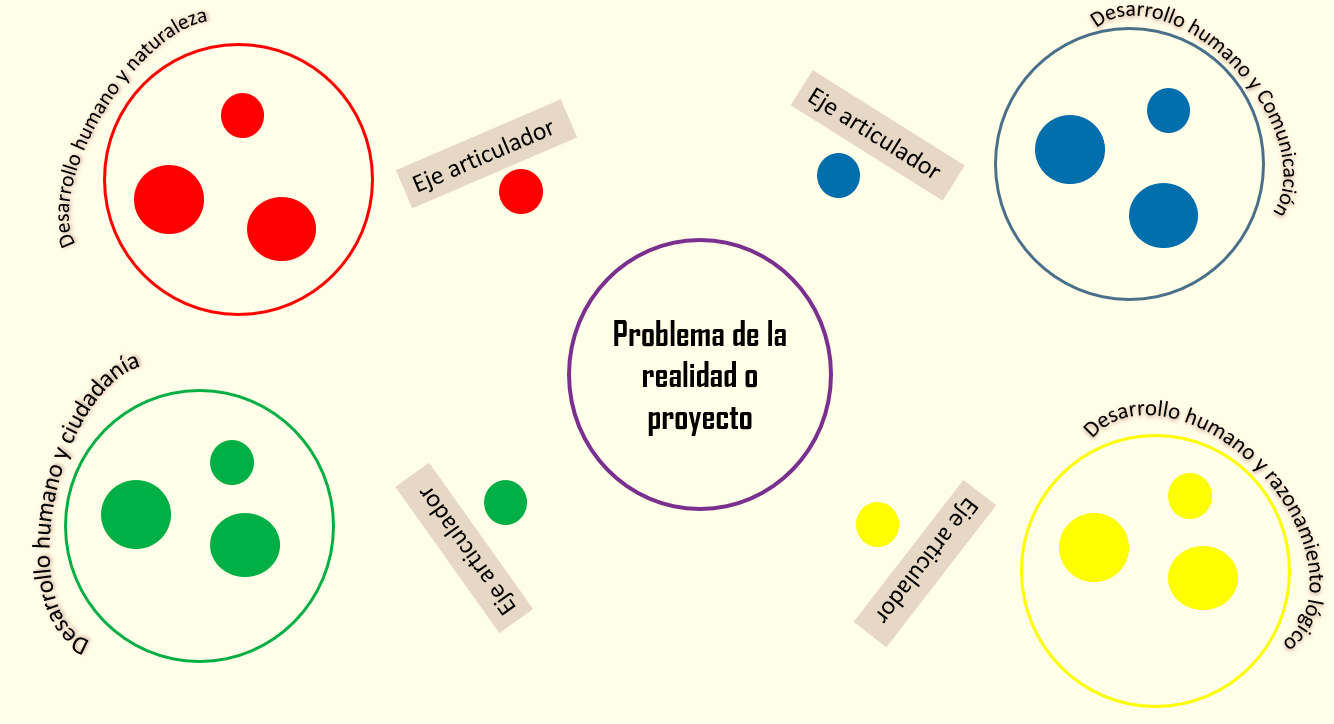 Desarrollo humano y naturaleza
Eje articulador
Eje articulador
Desarrollo humano y Comunicación
Problema de la
realidad o
proyecto
Desarrollo humano y ciudadanía
Eje articulador
Eje articulador
Desarrollo humano y razonamiento lógico